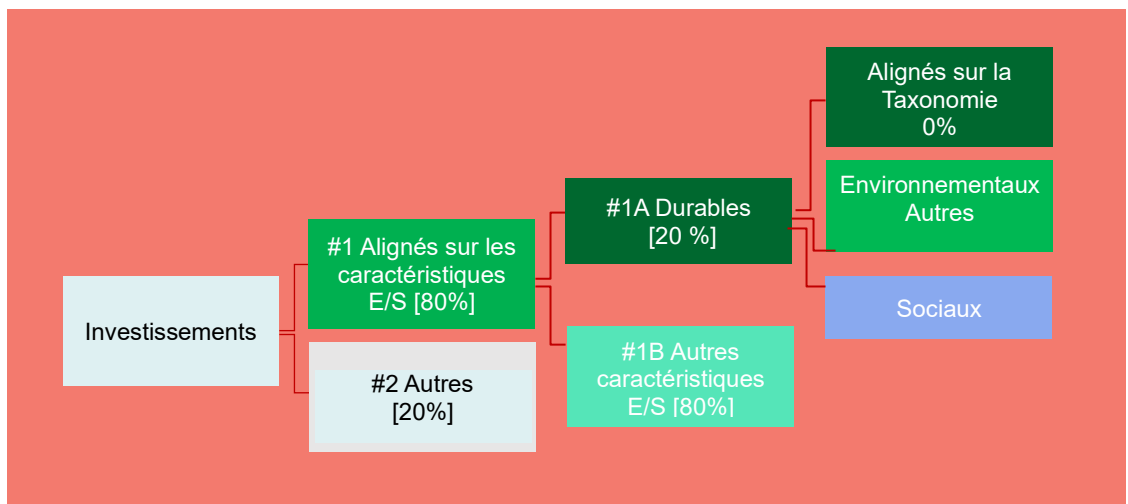 Investissements
#1 Alignés sur les
caractéristiques
E/S [80%]
#2 Autres
[20%]
#1A Durables
[20 %]
#1B Autres
caractéristiques
E/S [80%]
Alignés sur la
Taxonomie
0%
Environnementaux
Autres
Sociaux